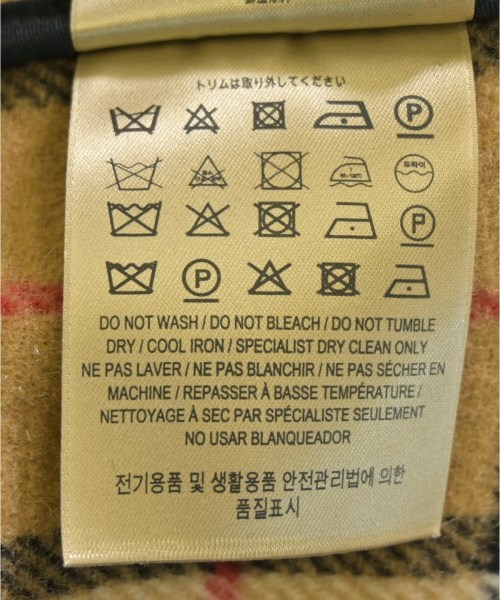 トリムは取り外してください
P
드라이
P
P
DO NOT WASH / DO NOT BLEACH / DO NOT TUMBLE
DRY / COOL IRON / SPECIALIST DRY CLEAN ONLY
NE PAS LAVER / NE PAS BLANCHIR / NE PAS SÉCHER EN
MACHINE / REPASSER À BASSE TEMPÉRATURE /
NETTOYAGE À SEC PAR SPÉCIALISTE SEULEMENT
NO USAR BLANQUEADOR
전기용품 및 생활용품 안전관리법에 의한
품질표시